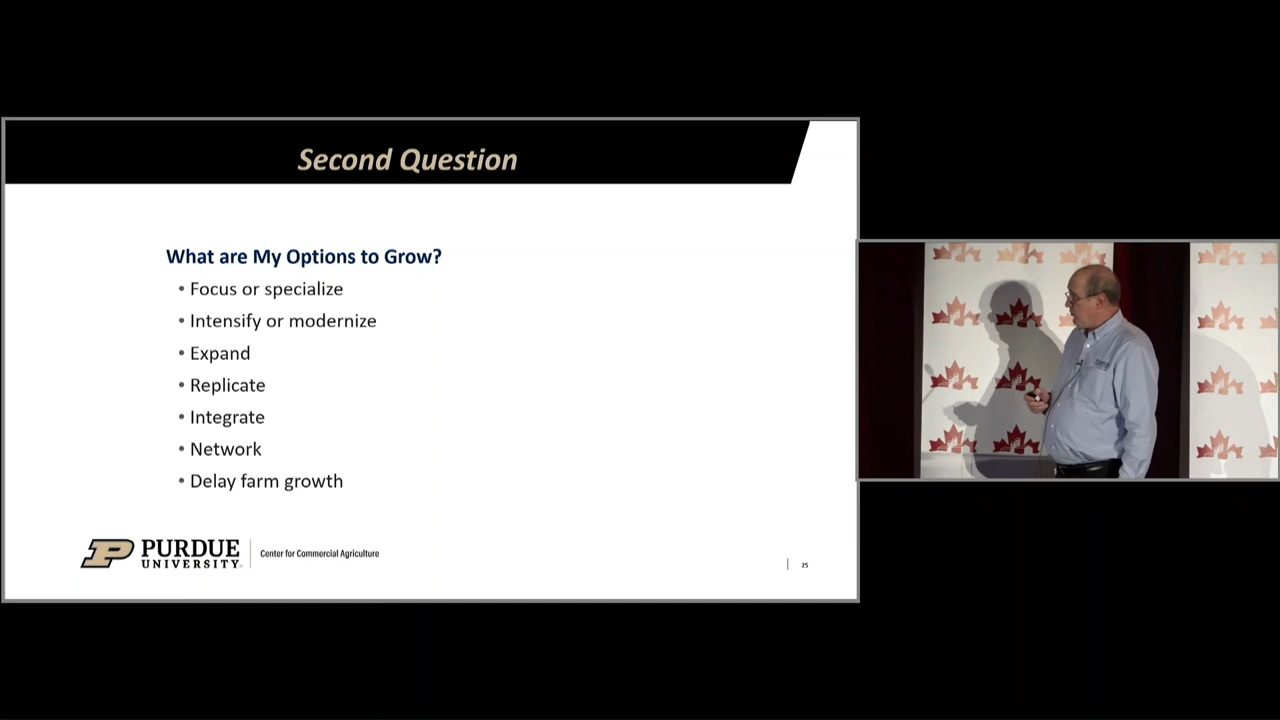 Second Question
What are My Options to Grow?
• Focus or specialize
• Intensify or modernize
• Expand
• Replicate
• Integrate
• Network
• Delay farm growth
PURDUE
UNIVERSITY
Center for Commercial Agriculture
25